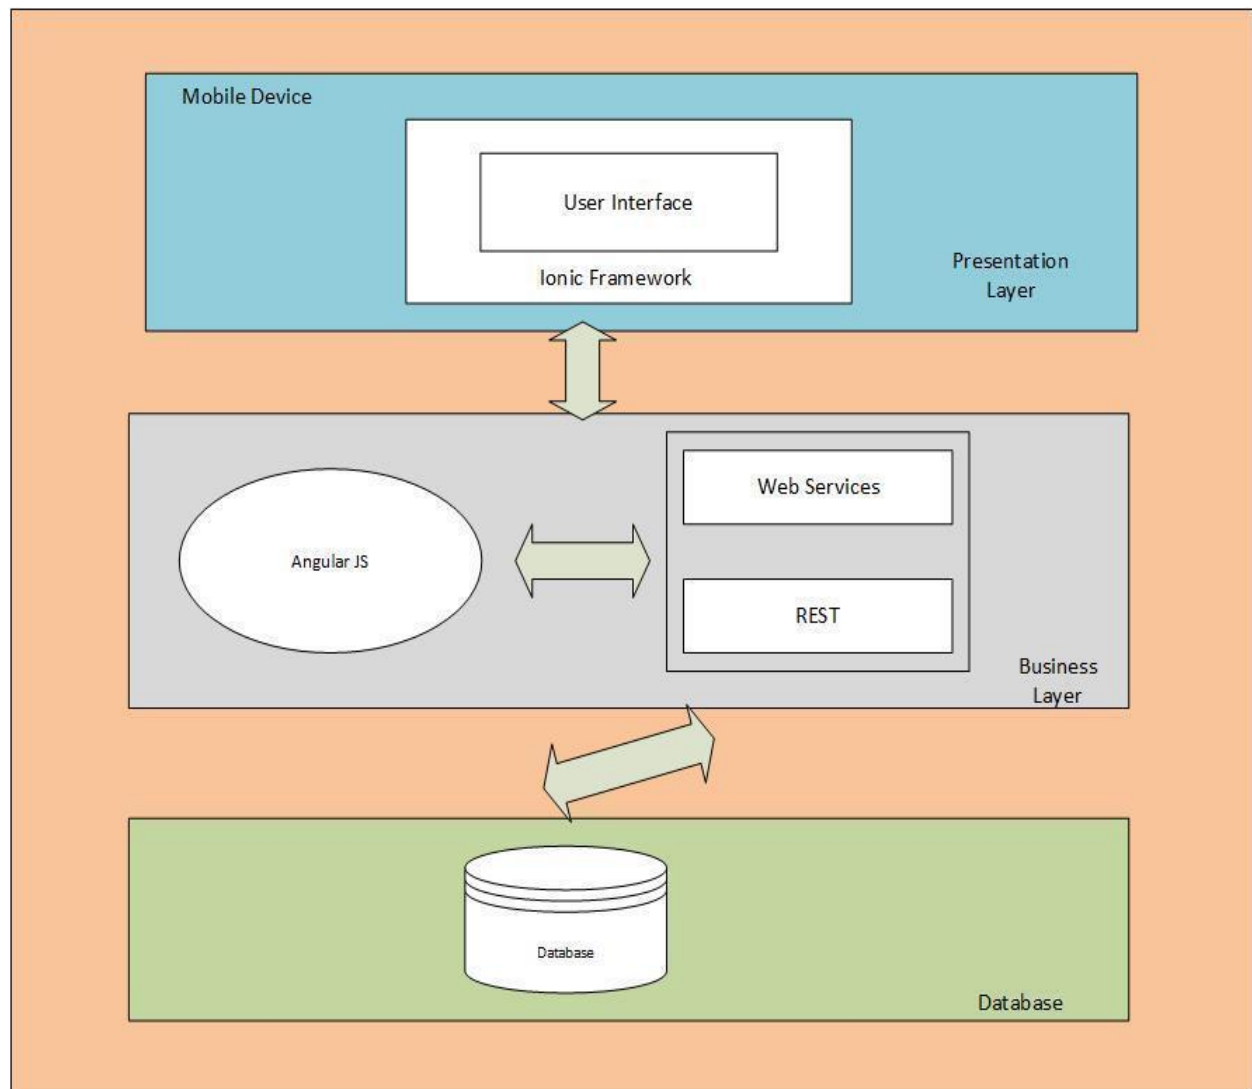 Mobile Device
User Interface
Ionic Framework
Presentation
Layer
Web Services
Angular JS
REST
Business
Layer
Database
Database